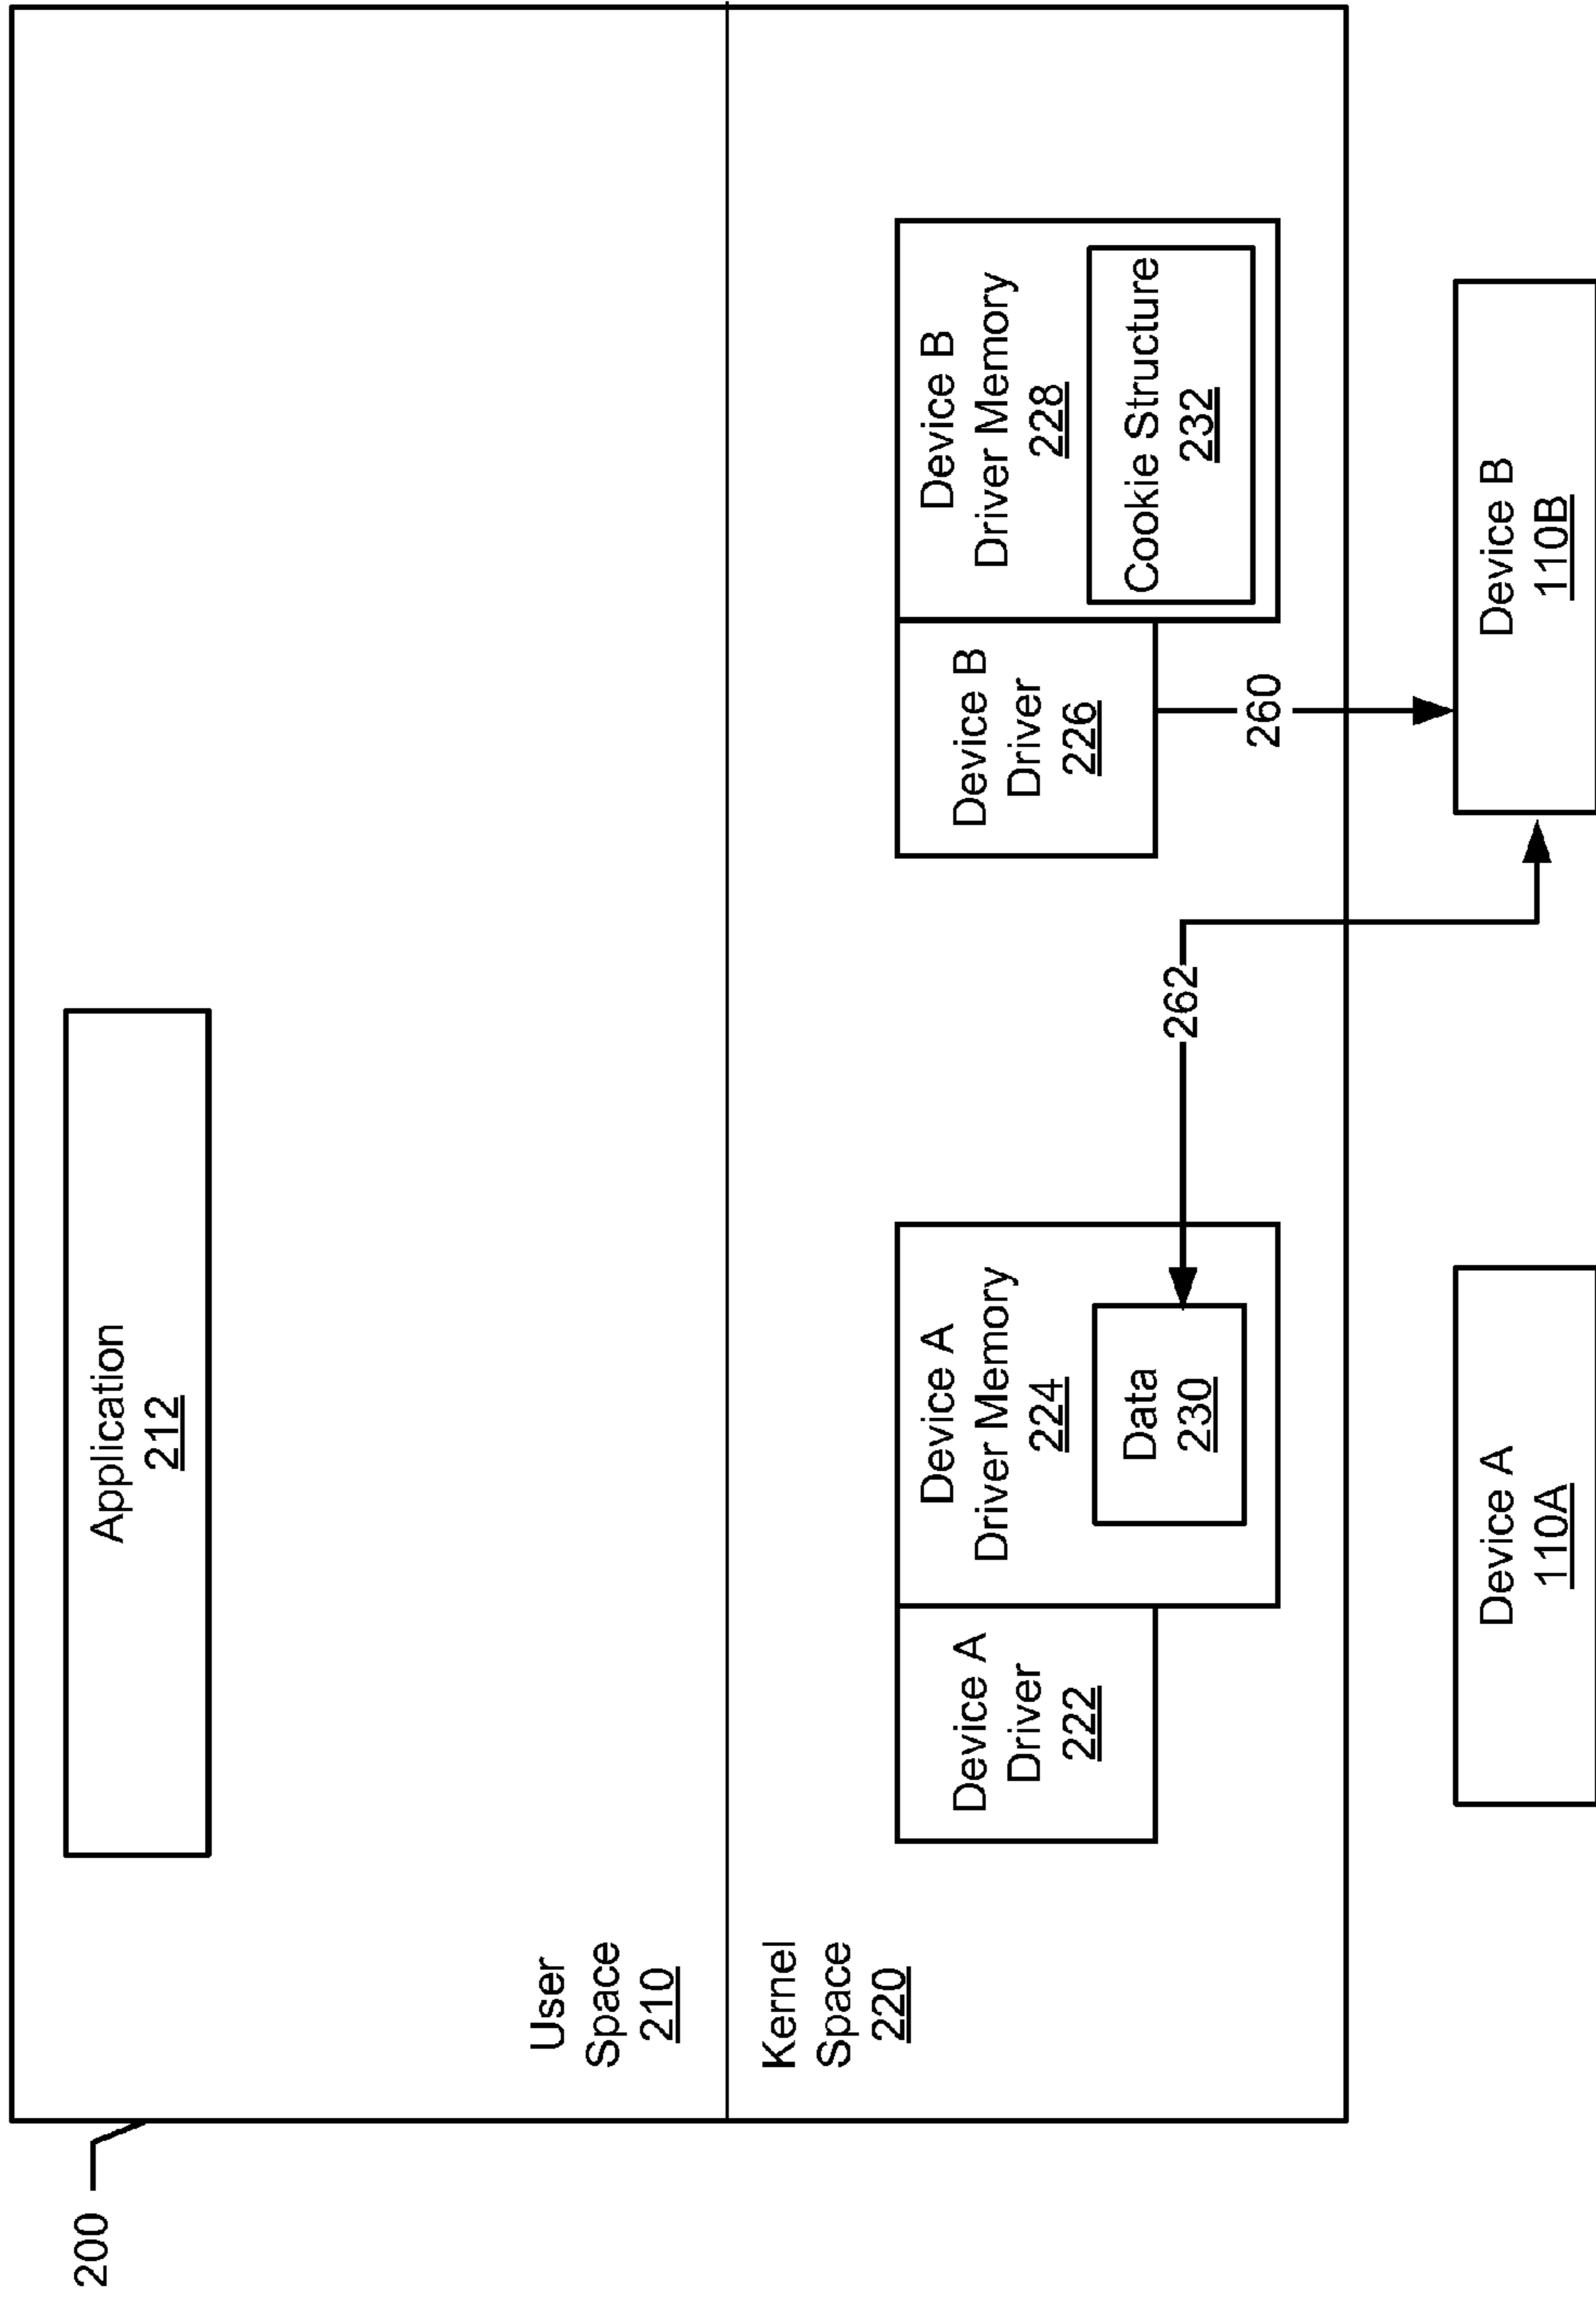 200
Application
212
User
Space
210
Kernel
Space
220
Device A
Driver
222
Device A
Driver Memory
224
Data
230
262
Device B
Driver
226
Device B
Driver Memory
228
Cookie Structure
232
260
Device A
110A
Device B
110B